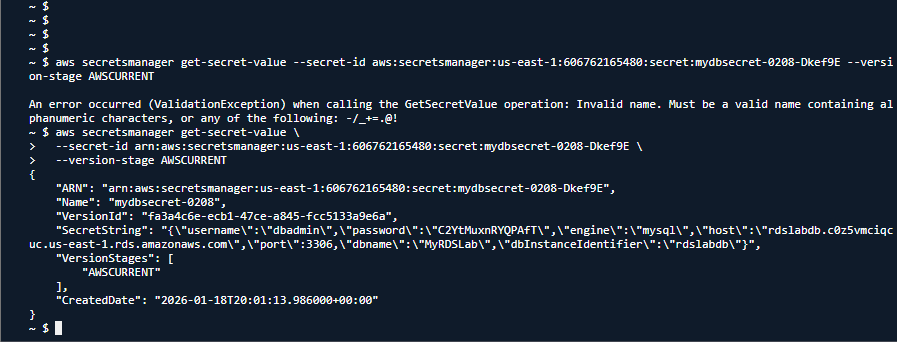 ~ $
~ $
~ $
~ $
~ $ aws secretsmanager get-secret-value --secret-id aws:secretsmanager:us-east-1:606762165480:secret:mydbsecret-0208-Dkef9E --versi
on-stage AWSCURRENT

An error occurred (ValidationException) when calling the GetSecretValue operation: Invalid name. Must be a valid name containing al
phanumeric characters, or any of the following: -/_+=.@!
~ $ aws secretsmanager get-secret-value \
>   --secret-id arn:aws:secretsmanager:us-east-1:606762165480:secret:mydbsecret-0208-Dkef9E \
>   --version-stage AWSCURRENT
{
    "ARN": "arn:aws:secretsmanager:us-east-1:606762165480:secret:mydbsecret-0208-Dkef9E",
    "Name": "mydbsecret-0208",
    "VersionId": "fa3a4c6e-ecb1-47ce-a845-fcc5133a9e6a",
    "SecretString": "{\"username\":\"dbadmin\",\"password\":\"C2YtMuxnRYQPAfT\",\"engine\":\"mysql\",\"host\":\"rdslabdb.c0z5vmciqc
uc.us-east-1.rds.amazonaws.com\",\"port\":3306,\"dbname\":\"MyRDSLab\",\"dbInstanceIdentifier\":\"rdslabdb\"}",
    "VersionStages": [
        "AWSCURRENT"
    ],
    "CreatedDate": "2026-01-18T20:01:13.986000+00:00"
}
~ $